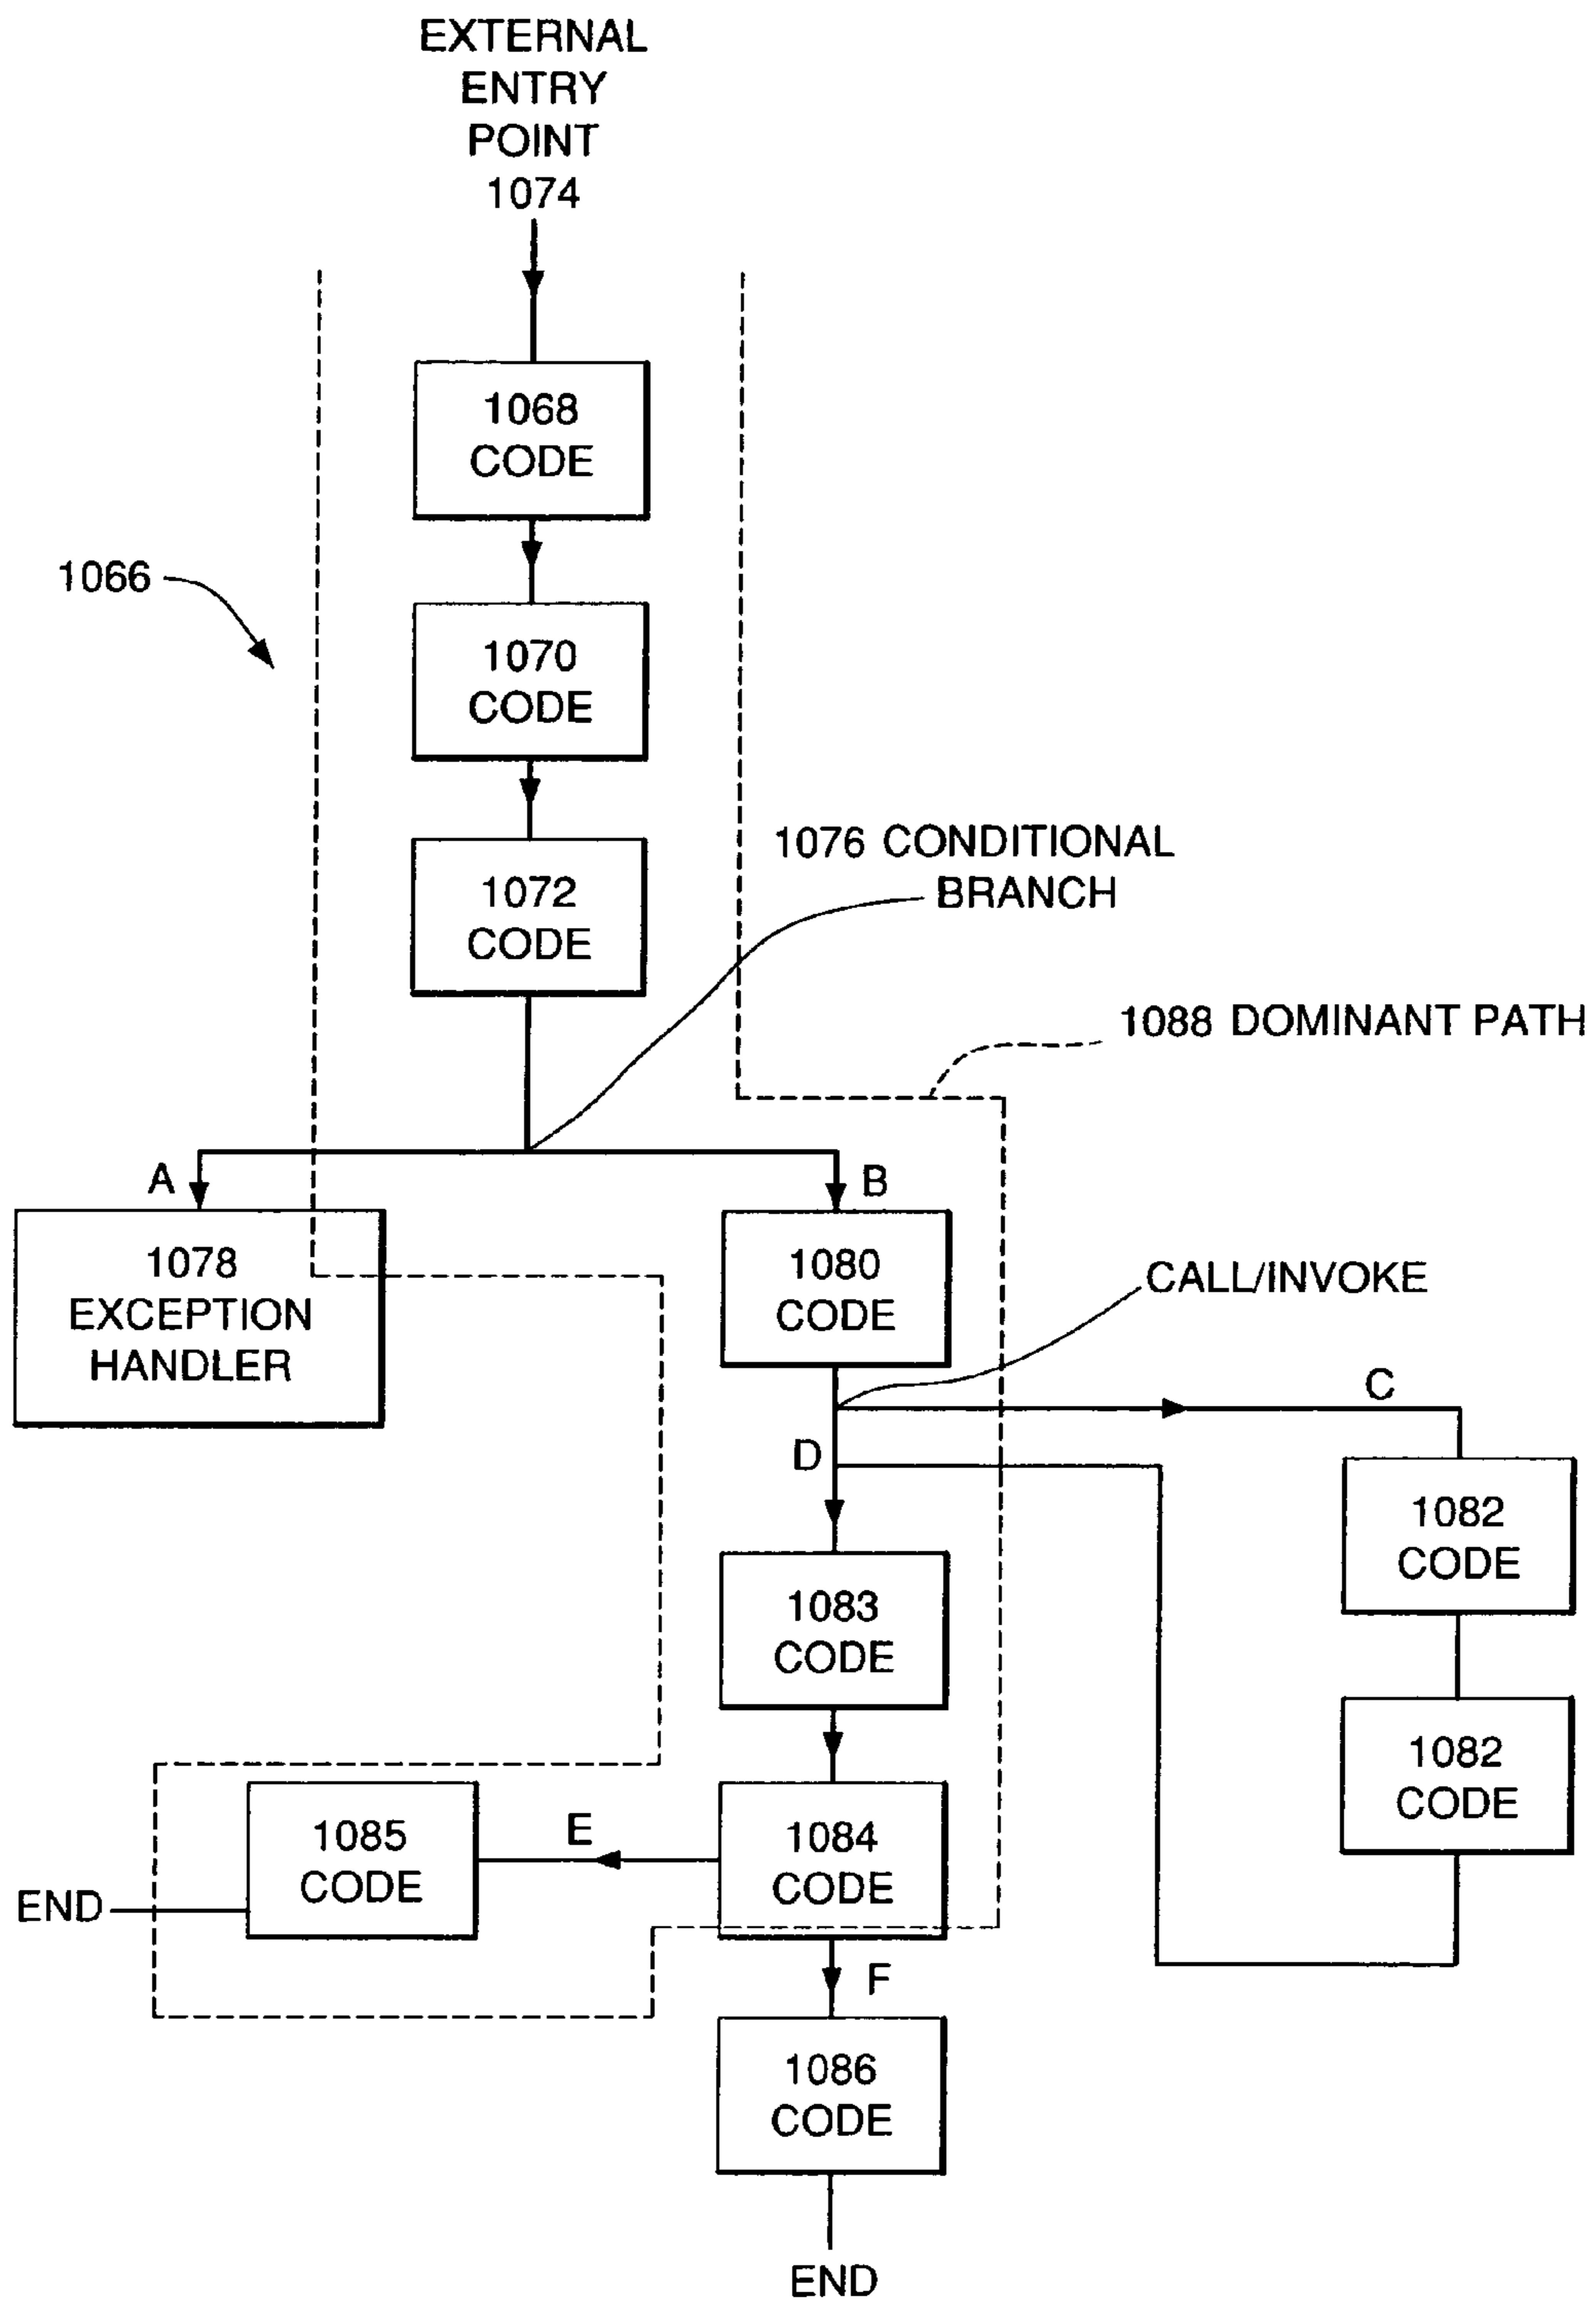 EXTERNAL
ENTRY
POINT
1074
1068
CODE
1066
1070
CODE
1076 CONDITIONAL
BRANCH
1072
CODE
1088 DOMINANT PATH
A
B
1078
EXCEPTION
HANDLER
1080
CODE
CALL/INVOKE
C
D
1082
CODE
1083
CODE
1082
CODE
1085
CODE
E
1084
CODE
END
F
1086
CODE
END